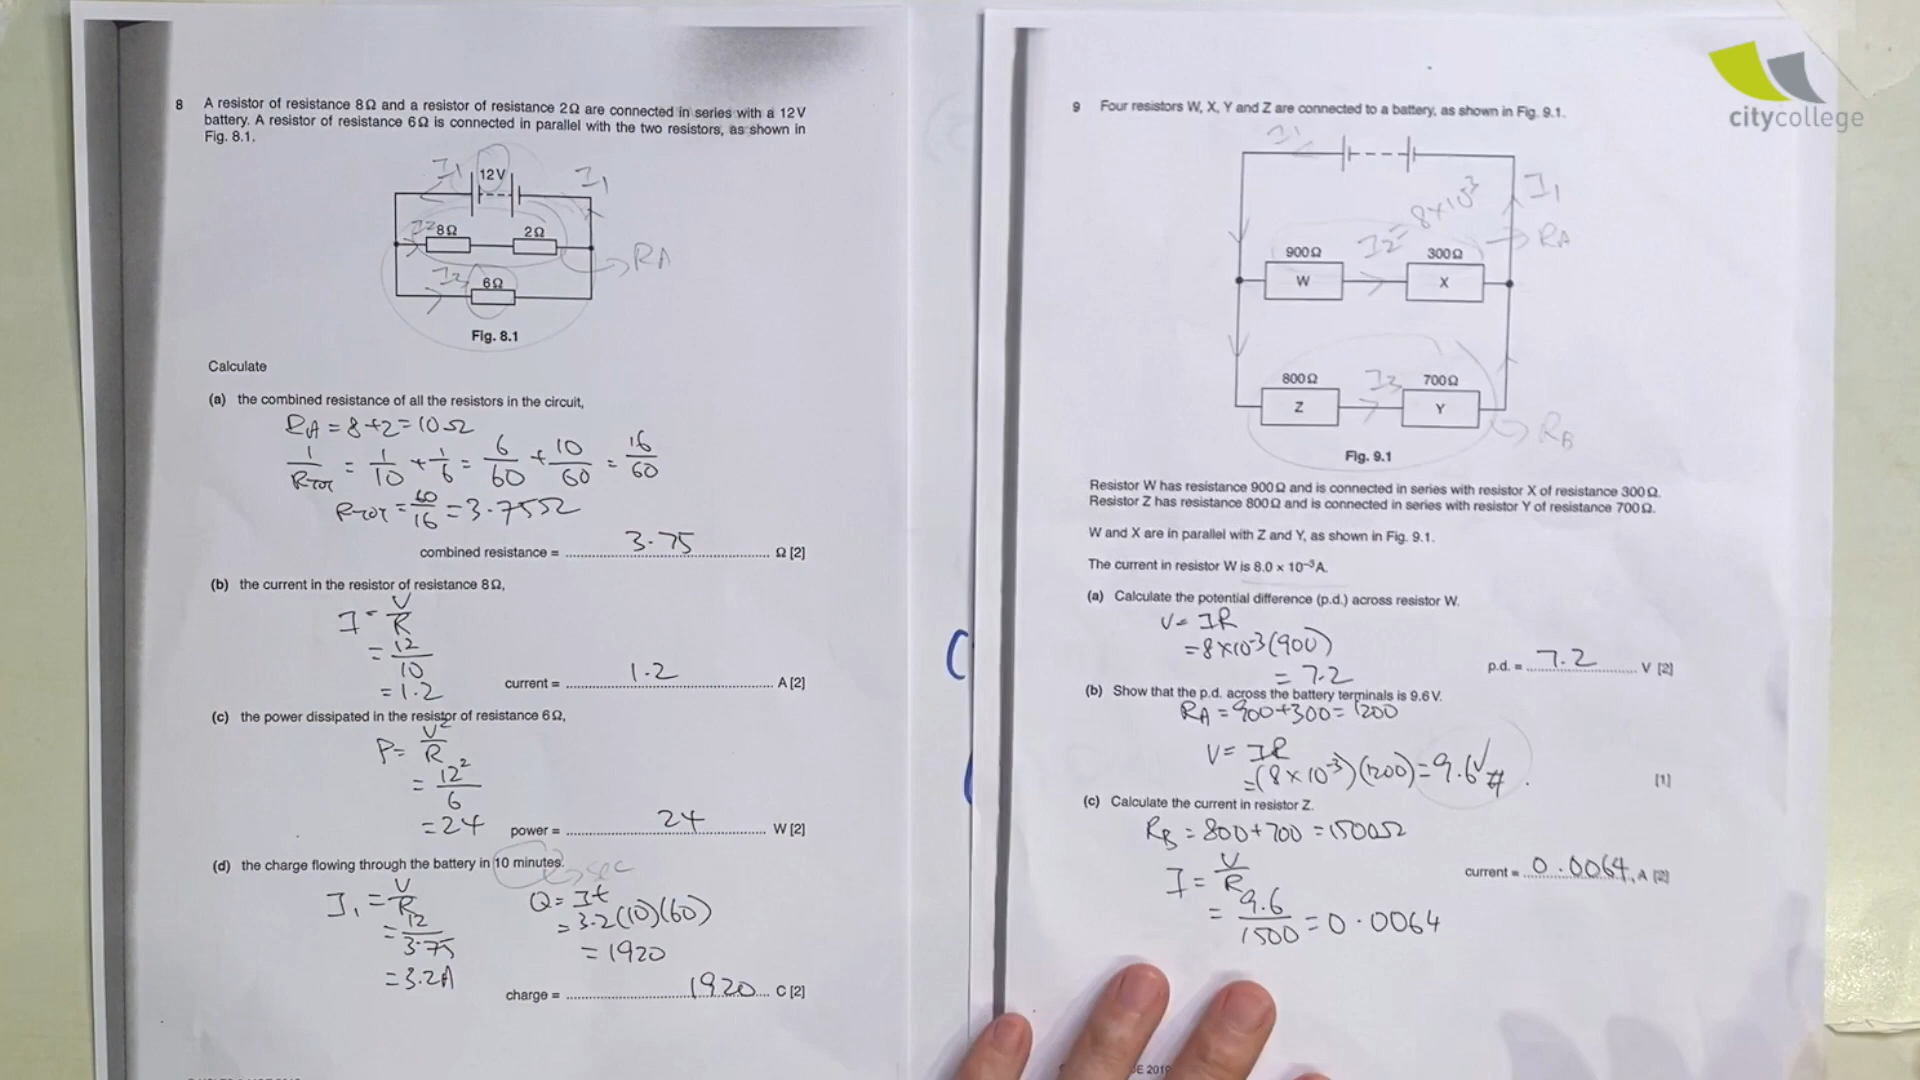 citycollege
8 A resistor of resistance 8Ω and a resistor of resistance 2Ω are connected in series with a 12V
battery. A resistor of resistance 6Ω is connected in parallel with the two resistors, as shown in
Fig. 8.1.
I1 12V I1
I2 8Ω 2Ω
RA
I3 6Ω
Fig. 8.1
Calculate
(a) the combined resistance of all the resistors in the circuit,
RA = 8+2 = 10Ω
1/RTOT = 1/10 + 1/6 = 6/60 + 10/60 = 16/60
RTOT = 60/16 = 3.75Ω
combined resistance = 3.75 Ω [2]
(b) the current in the resistor of resistance 8Ω,
I = V/R
= 12/10
= 1.2
current = 1.2 A [2]
(c) the power dissipated in the resistor of resistance 6Ω,
P = V²/R
= 12²/6
= 24
power = 24 W [2]
(d) the charge flowing through the battery in 10 minutes.
sec
I1 = V/R
= 12/3.75
= 3.2A
Q = It
= 3.2(10)(60)
= 1920
charge = 1920 C [2]
9 Four resistors W, X, Y and Z are connected to a battery, as shown in Fig. 9.1.
I1
I1
I2 = 8×10⁻³
RA
900Ω 300Ω
W X
800Ω I3 700Ω
Z Y
RB
Fig. 9.1
Resistor W has resistance 900Ω and is connected in series with resistor X of resistance 300Ω.
Resistor Z has resistance 800Ω and is connected in series with resistor Y of resistance 700Ω.
W and X are in parallel with Z and Y, as shown in Fig. 9.1.
The current in resistor W is 8.0 × 10⁻³A.
(a) Calculate the potential difference (p.d.) across resistor W.
V = IR
= 8×10⁻³(900)
= 7.2
p.d. = 7.2 V [2]
(b) Show that the p.d. across the battery terminals is 9.6V.
RA = 900+300 = 1200
V = IR
= (8×10⁻³)(1200) = 9.6V #
[1]
(c) Calculate the current in resistor Z.
RB = 800+700 = 1500Ω
I = V/R
= 9.6/1500 = 0.0064
current = 0.0064 A [2]